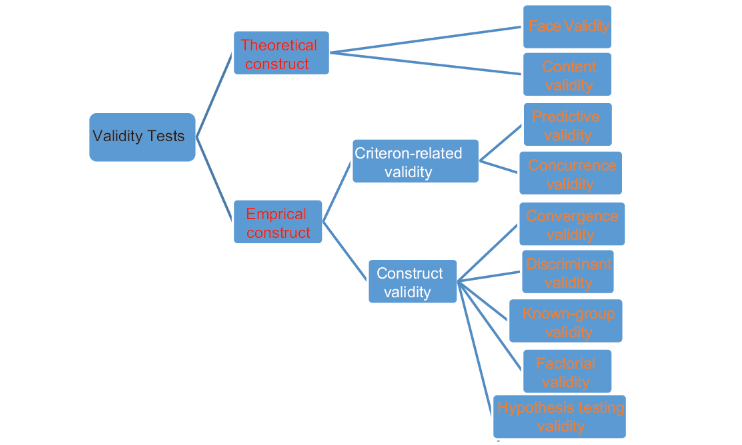 Validity Tests
Theoretical
construct
Emprical
construct
Criteron-related
validity
Construct
validity
Face Validity
Content
validity
Predictive
validity
Concurrence
validity
Convergence
validity
Discriminant
validity
Known-group
validity
Factorial
validity
Hypothesis testing
validity